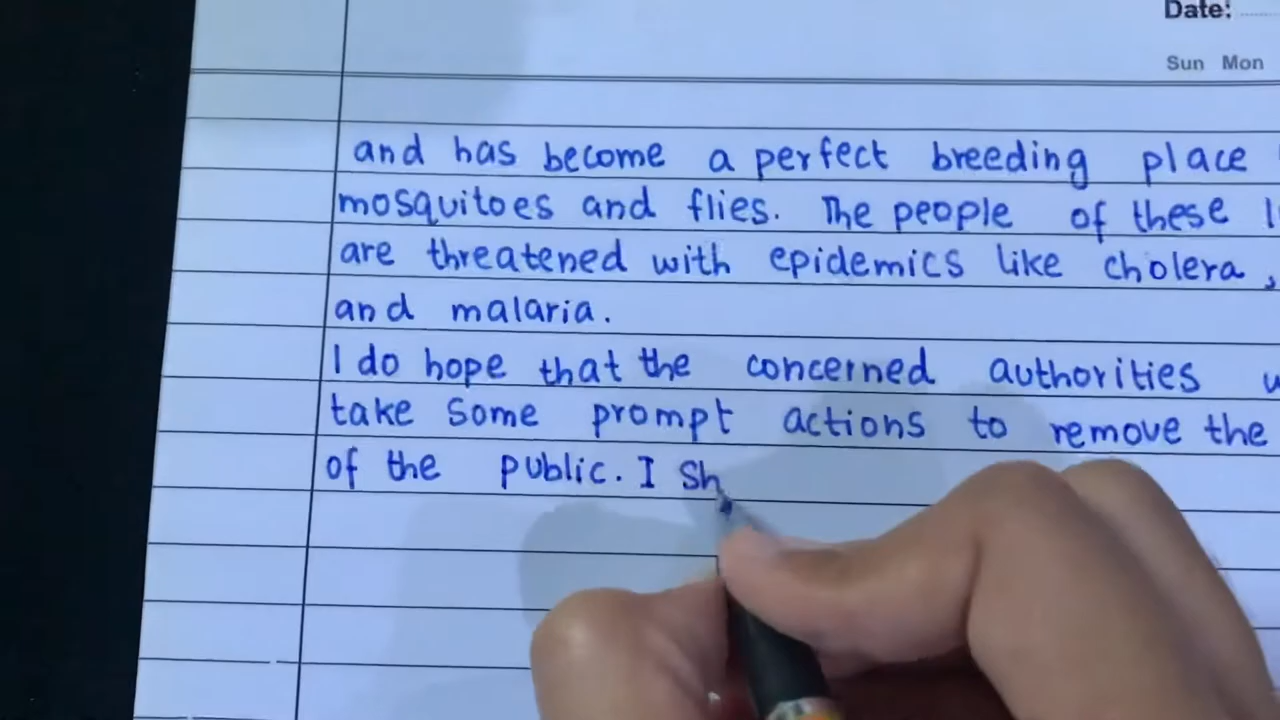 Date:
Sun Mon
and has become a perfect breeding place
mosquitoes and flies. The people of these
are threatened with epidemics like cholera,
and malaria.
I do hope that the concerned authorities
take some prompt actions to remove the
of the public. I Sh